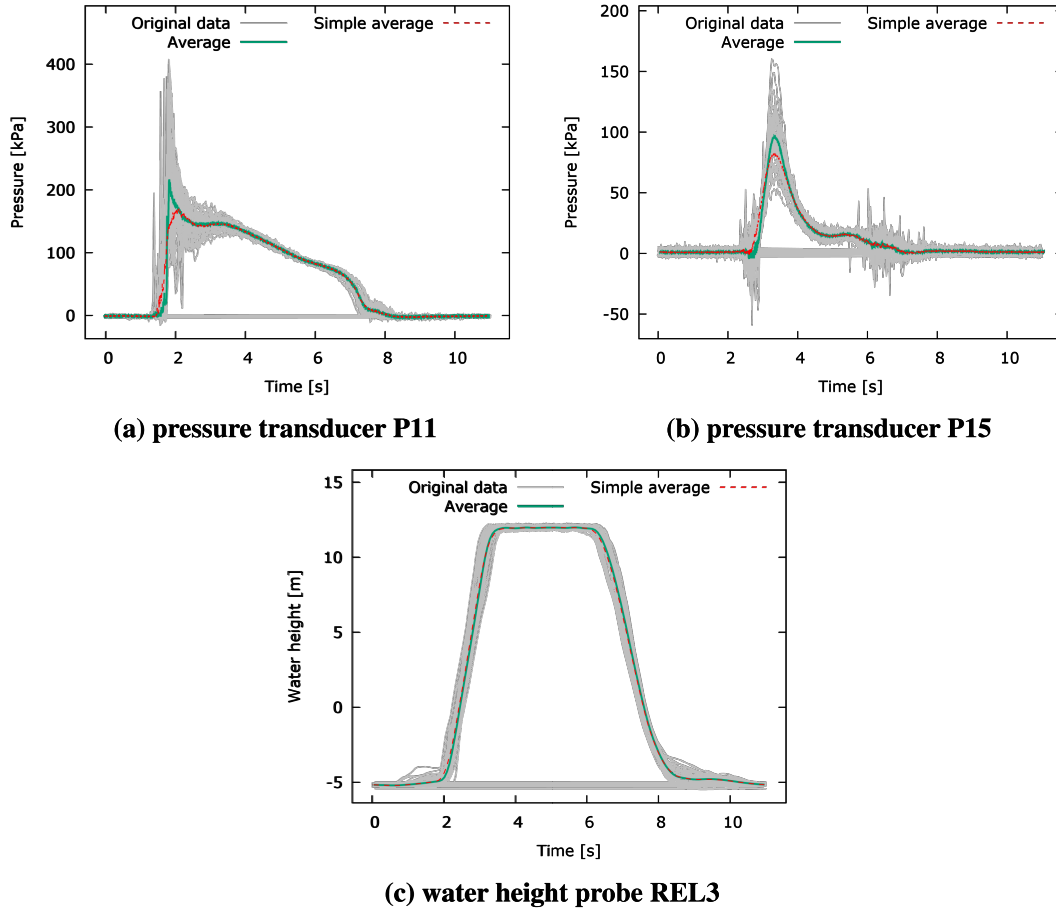 Original data Simple average
Average
400
300
200
100
0
Pressure [kPa]
0 2 4 6 8 10
Time [s]
(a) pressure transducer P11
Original data Simple average
Average
200
150
100
50
0
-50
Pressure [kPa]
0 2 4 6 8 10
Time [s]
(b) pressure transducer P15
Original data Simple average
Average
15
10
5
0
-5
Water height [m]
0 2 4 6 8 10
Time [s]
(c) water height probe REL3